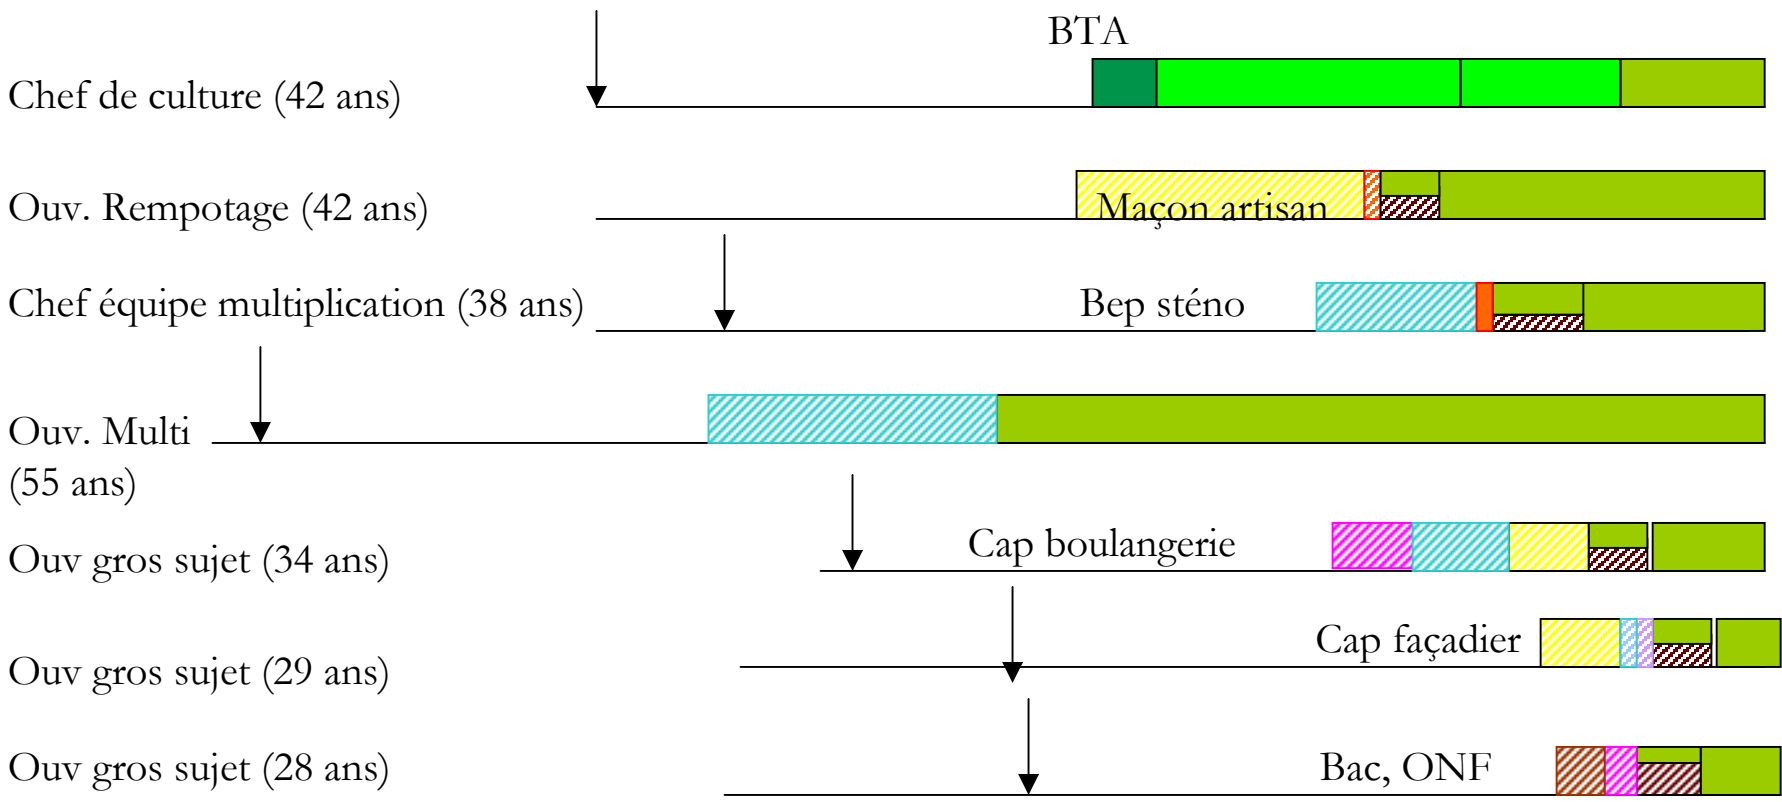 BTA
Chef de culture (42 ans)
Ouv. Rempotage (42 ans)
Maçon artisan
Chef équipe multiplication (38 ans)
Bep sténo
Ouv. Multi
(55 ans)
Ouv gros sujet (34 ans)
Cap boulangerie
Ouv gros sujet (29 ans)
Cap façadier
Ouv gros sujet (28 ans)
Bac, ONF